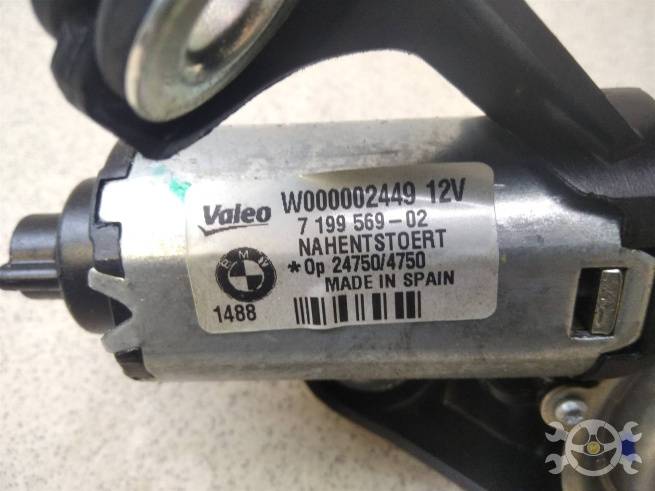 Valeo W000002449 12V
7 199 569-02
NAHENTSTOERT
*Op 24750/4750
MADE IN SPAIN
BMW
1488